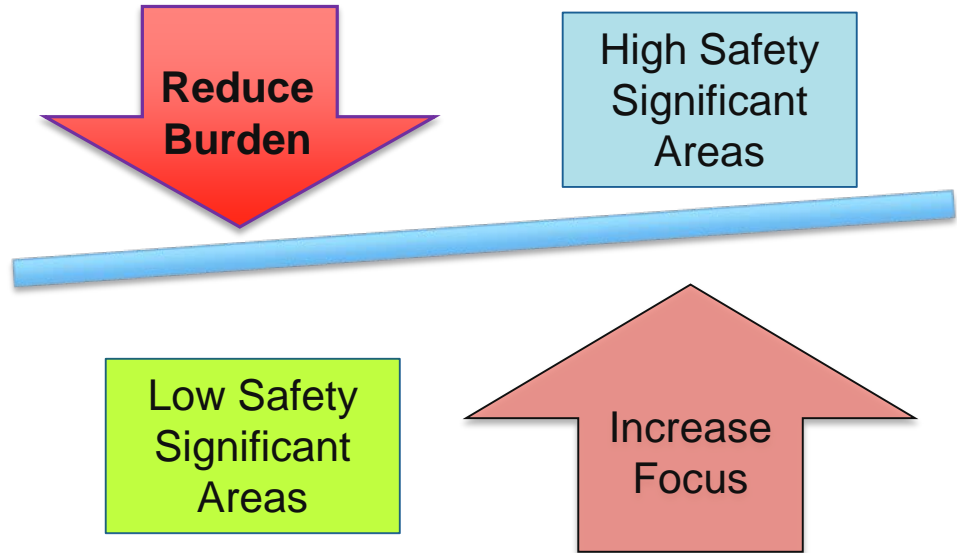 Reduce
Burden
High Safety
Significant
Areas
Low Safety
Significant
Areas
Increase
Focus